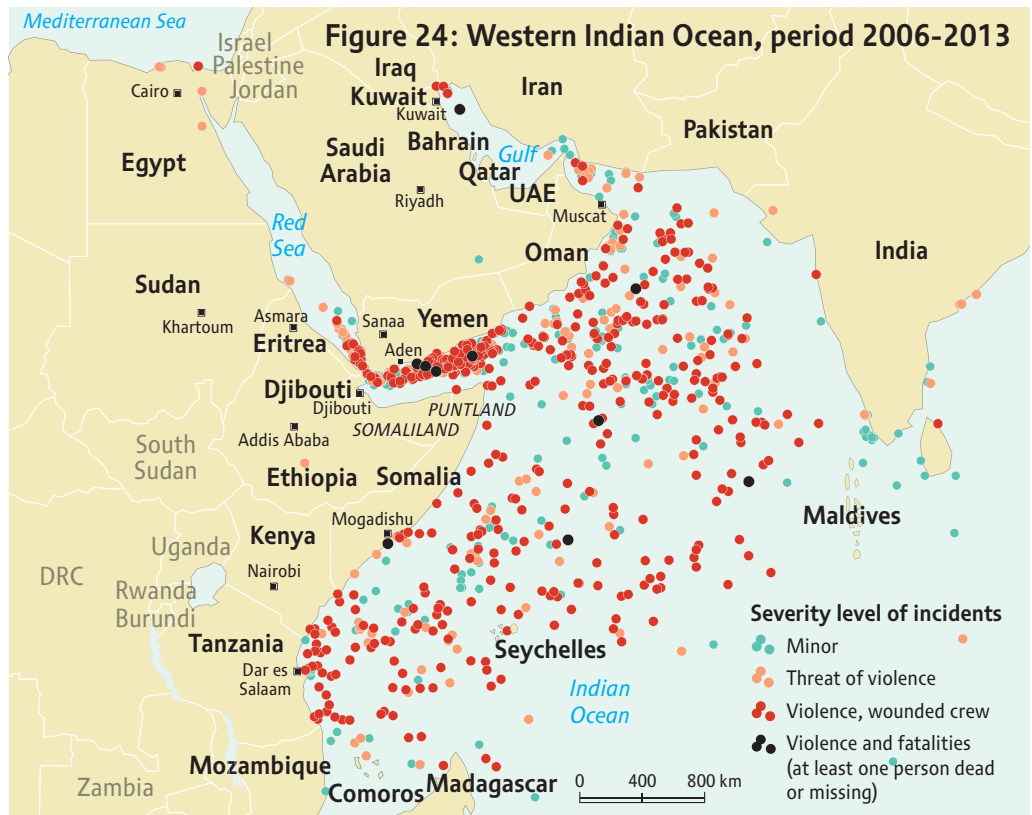 Figure 24: Western Indian Ocean, period 2006-2013
Mediterranean Sea
Israel
Palestine
Jordan
Cairo
Egypt
Iraq
Kuwait
Kuwait
Iran
Pakistan
Bahrain
Gulf
Qatar
UAE
Saudi
Arabia
Riyadh
Muscat
Oman
India
Red
Sea
Sudan
Khartoum
Asmara
Eritrea
Sanaa
Yemen
Aden
Djibouti
Djibouti
PUNTLAND
SOMALILAND
Addis Ababa
South
Sudan
Ethiopia
Somalia
Mogadishu
Maldives
Kenya
Uganda
Nairobi
DRC
Rwanda
Burundi
Tanzania
Dar es
Salaam
Seychelles
Indian
Ocean
Mozambique
Zambia
Comoros
Madagascar
0 400 800 km
Severity level of incidents
Minor
Threat of violence
Violence, wounded crew
Violence and fatalities
(at least one person dead
or missing)